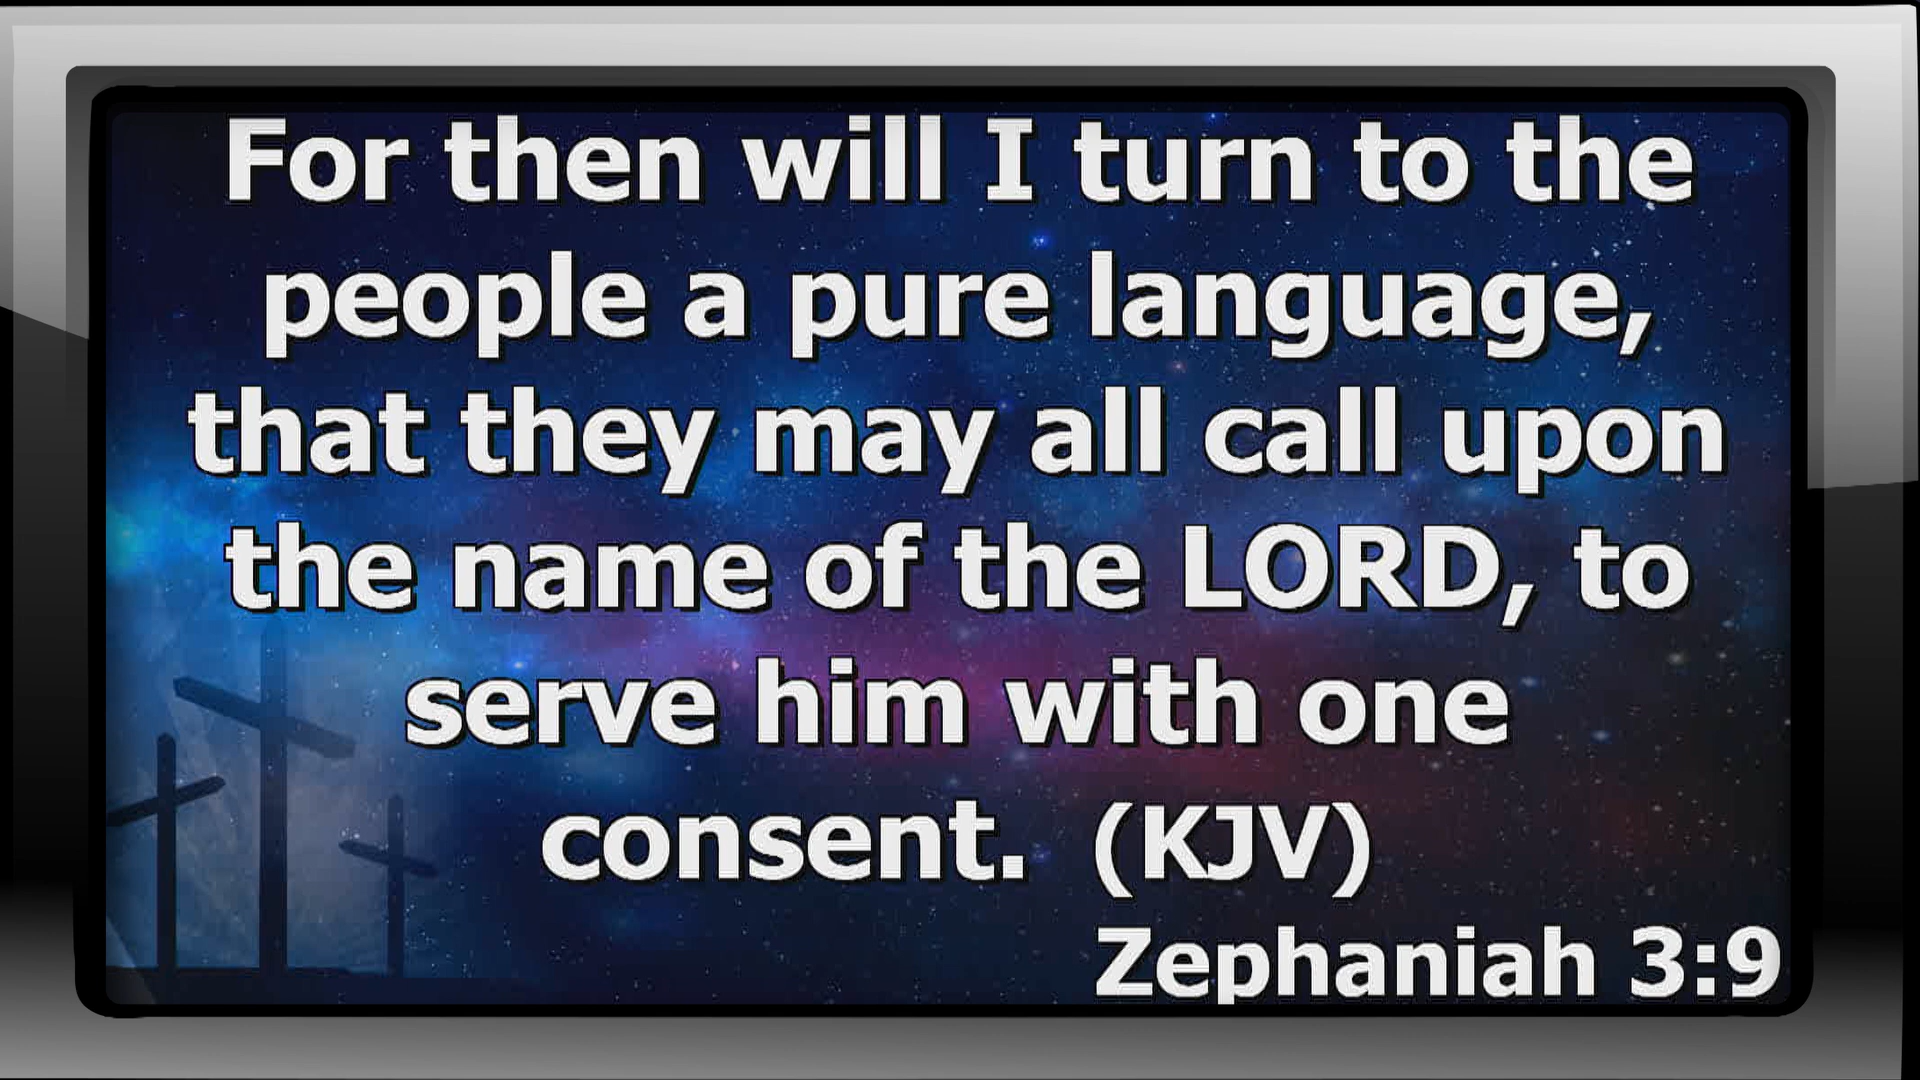 For then will I turn to the
people a pure language,
that they may all call upon
the name of the LORD, to
serve him with one
consent. (KJV)
Zephaniah 3:9